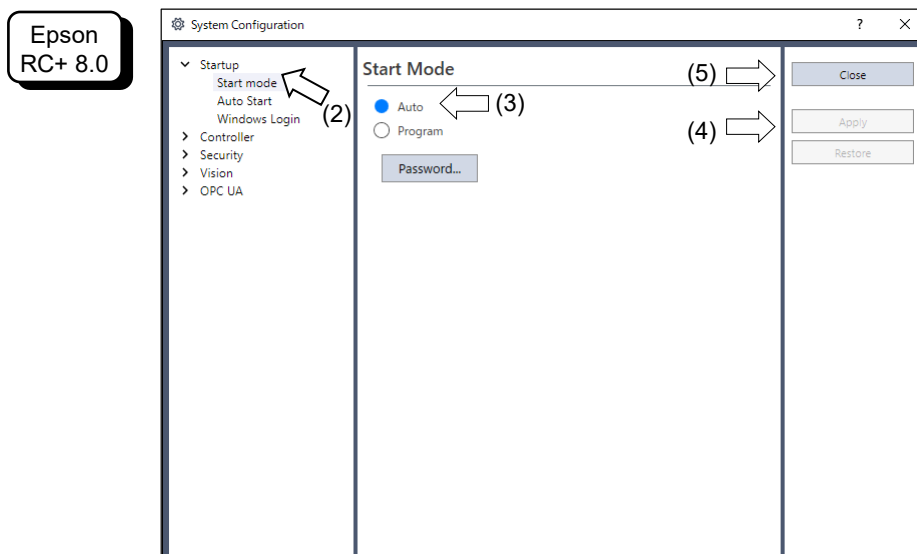 Epson
RC+ 8.0
System Configuration
?
Startup
Start mode
Auto Start
Windows Login
Controller
Security
Vision
OPC UA
(2)
Start Mode
Auto
(3)
Program
Password...
(5)
Close
(4)
Apply
Restore